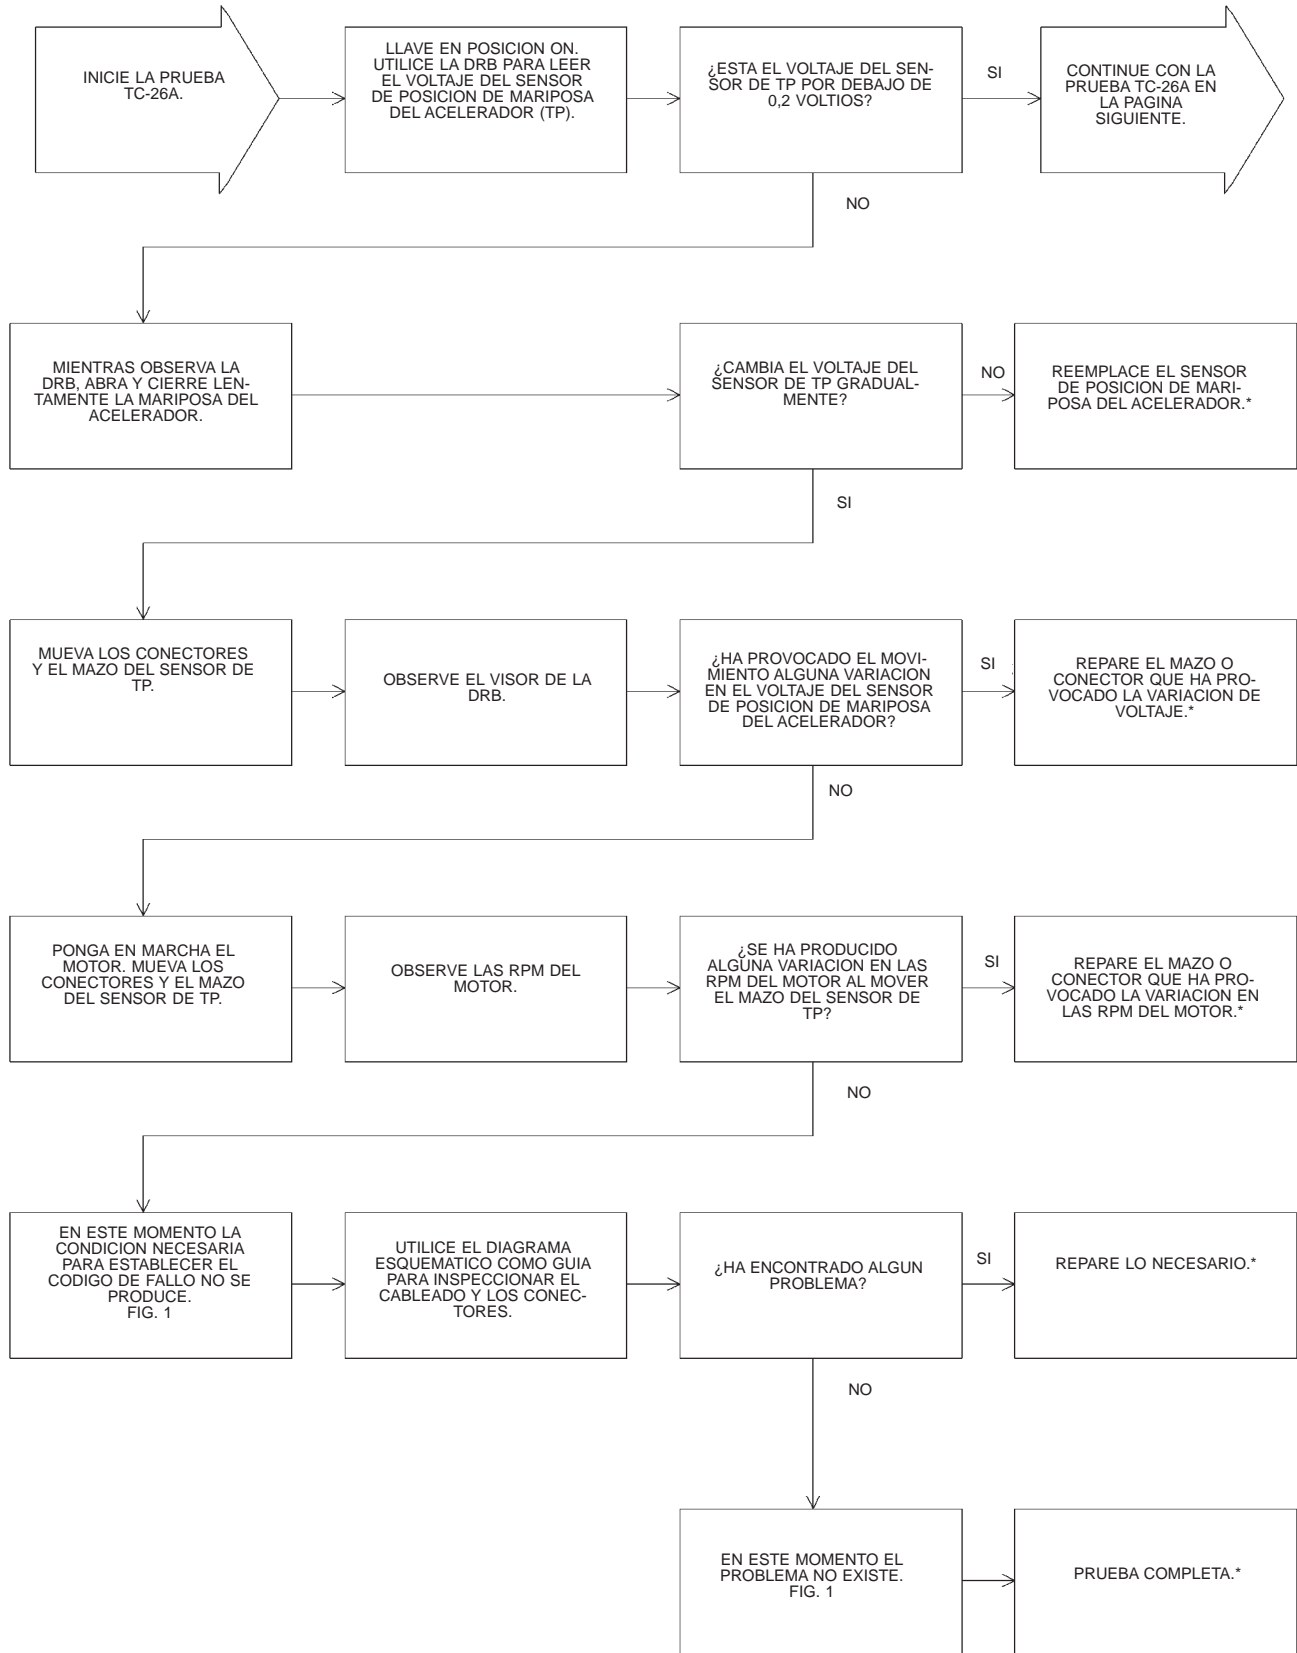 INICIE LA PRUEBA
TC-26A.
LLAVE EN POSICION ON.
UTILICE LA DRB PARA LEER
EL VOLTAJE DEL SENSOR
DE POSICION DE MARIPOSA
DEL ACELERADOR (TP).
¿ESTA EL VOLTAJE DEL SEN-
SOR DE TP POR DEBAJO DE
0,2 VOLTIOS?
SI
CONTINUE CON LA
PRUEBA TC-26A EN
LA PAGINA
SIGUIENTE.
NO
MIENTRAS OBSERVA LA
DRB, ABRA Y CIERRE LEN-
TAMENTE LA MARIPOSA DEL
ACELERADOR.
¿CAMBIA EL VOLTAJE DEL
SENSOR DE TP GRADUAL-
MENTE?
NO
REEMPLACE EL SENSOR
DE POSICION DE MARI-
POSA DEL ACELERADOR.*
SI
MUEVA LOS CONECTORES
Y EL MAZO DEL SENSOR DE
TP.
OBSERVE EL VISOR DE LA
DRB.
¿HA PROVOCADO EL MOVI-
MIENTO ALGUNA VARIACION
EN EL VOLTAJE DEL SENSOR
DE POSICION DE MARIPOSA
DEL ACELERADOR?
SI
REPARE EL MAZO O
CONECTOR QUE HA PRO-
VOCADO LA VARIACION DE
VOLTAJE.*
NO
PONGA EN MARCHA EL
MOTOR. MUEVA LOS
CONECTORES Y EL MAZO
DEL SENSOR DE TP.
OBSERVE LAS RPM DEL
MOTOR.
¿SE HA PRODUCIDO
ALGUNA VARIACION EN LAS
RPM DEL MOTOR AL MOVER
EL MAZO DEL SENSOR DE
TP?
SI
REPARE EL MAZO O
CONECTOR QUE HA PRO-
VOCADO LA VARIACION EN
LAS RPM DEL MOTOR.*
NO
EN ESTE MOMENTO LA
CONDICION NECESARIA
PARA ESTABLECER EL
CODIGO DE FALLO NO SE
PRODUCE.
FIG. 1
UTILICE EL DIAGRAMA
ESQUEMATICO COMO GUIA
PARA INSPECCIONAR EL
CABLEADO Y LOS CONEC-
TORES.
¿HA ENCONTRADO ALGUN
PROBLEMA?
SI
REPARE LO NECESARIO.*
NO
EN ESTE MOMENTO EL
PROBLEMA NO EXISTE.
FIG. 1
PRUEBA COMPLETA.*